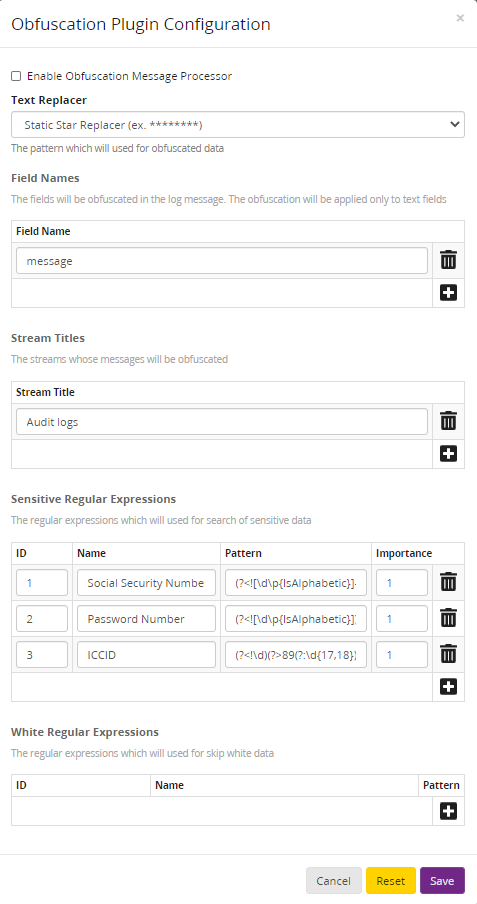 Obfuscation Plugin Configuration
×
Enable Obfuscation Message Processor
Text Replacer
Static Star Replacer (ex. ********)
The pattern which will used for obfuscated data
Field Names
The fields will be obfuscated in the log message. The obfuscation will be applied only to text fields
Field Name
message
Stream Titles
The streams whose messages will be obfuscated
Stream Title
Audit logs
Sensitive Regular Expressions
The regular expressions which will used for search of sensitive data
ID Name Pattern Importance
1 Social Security Numbe (?<![\d\p{IsAlphabetic}]- 1
2 Password Number (?<![\d\p{IsAlphabetic}]) 1
3 ICCID (?<!\d)(?>89(?:\d{17,18}) 1
White Regular Expressions
The regular expressions which will used for skip white data
ID Name Pattern
Cancel Reset Save